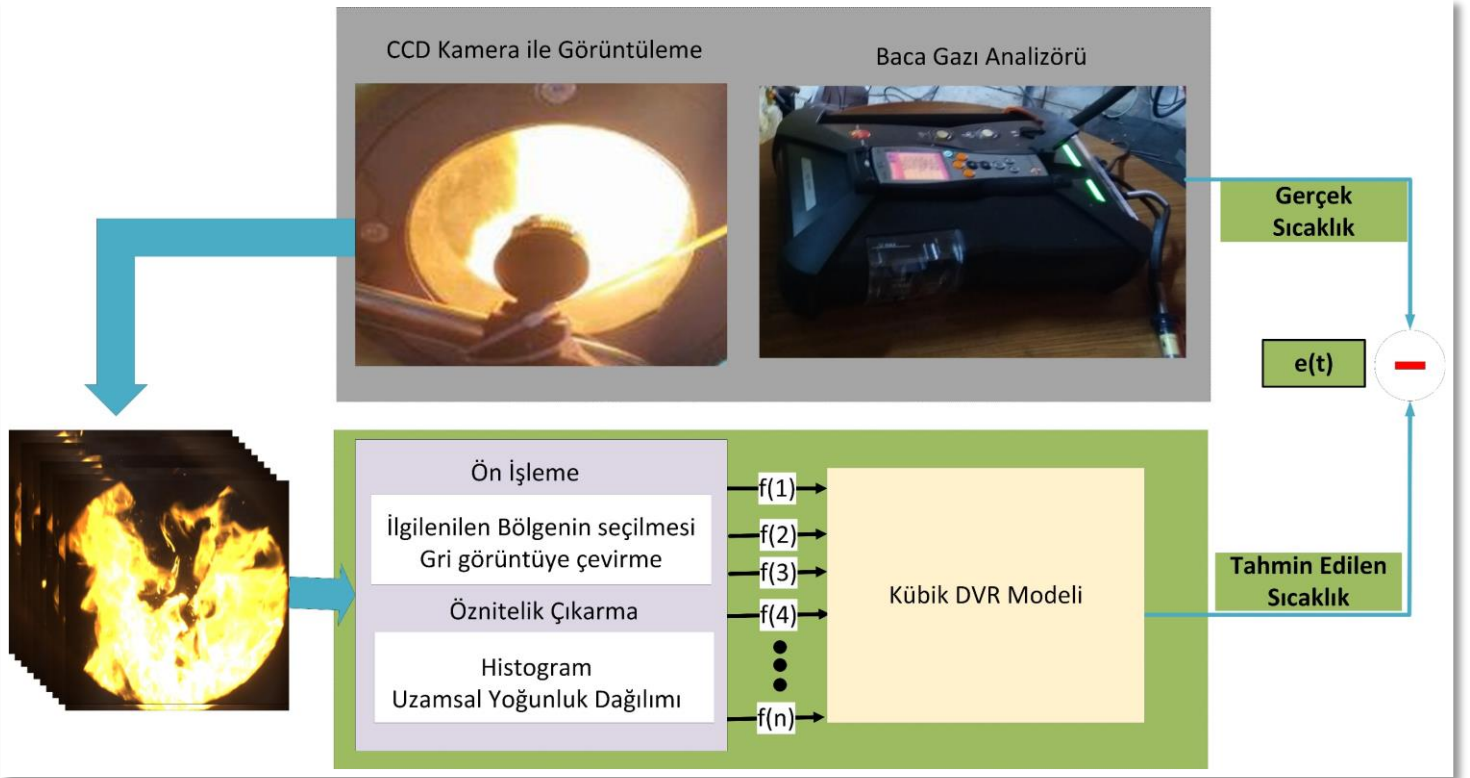 CCD Kamera ile Görüntüleme
Baca Gazı Analizörü
Gerçek
Sıcaklık
e(t)
Ön İşleme
İlgilenilen Bölgenin seçilmesi
Gri görüntüye çevirme
Öznitelik Çıkarma
Histogram
Uzamsal Yoğunluk Dağılımı
f(1)
f(2)
f(3)
f(4)
f(n)
Kübik DVR Modeli
Tahmin Edilen
Sıcaklık